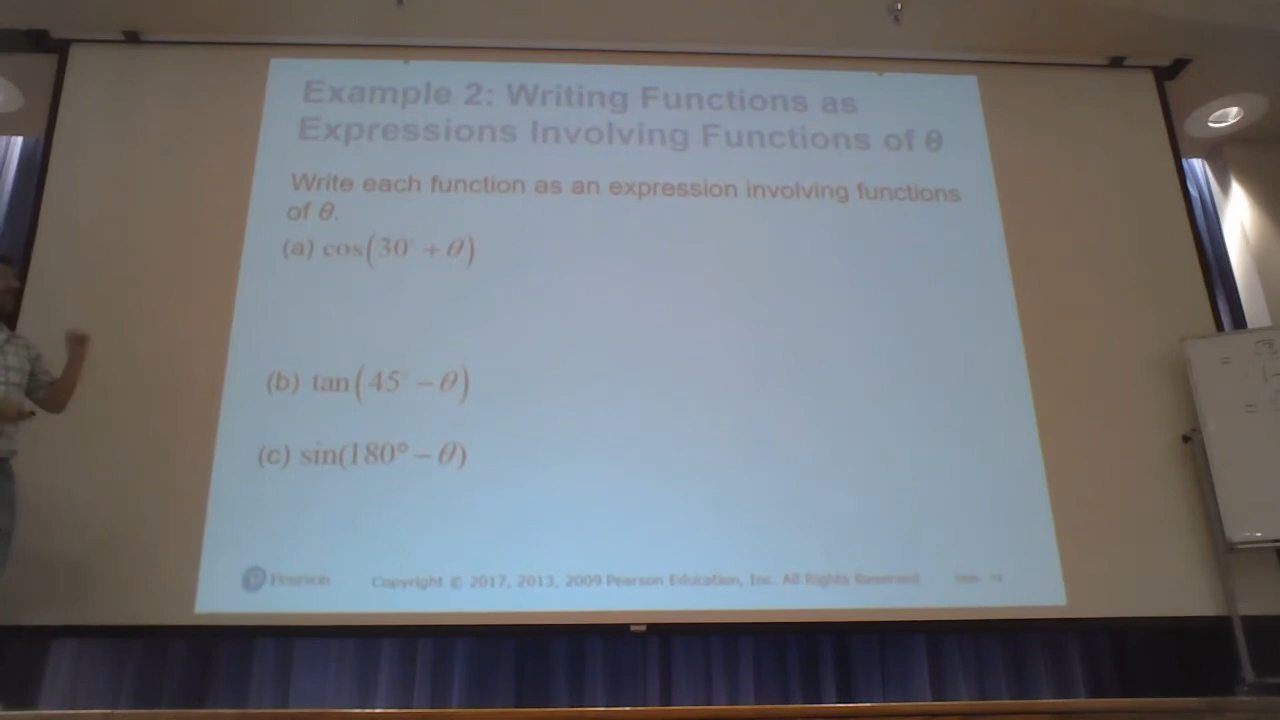 Example 2: Writing Functions as
Expressions Involving Functions of θ
Write each function as an expression involving functions
of θ.
(a) cos(30° + θ)
(b) tan(45° − θ)
(c) sin(180° − θ)
Pearson
Copyright © 2017, 2013, 2009 Pearson Education, Inc. All Rights Reserved